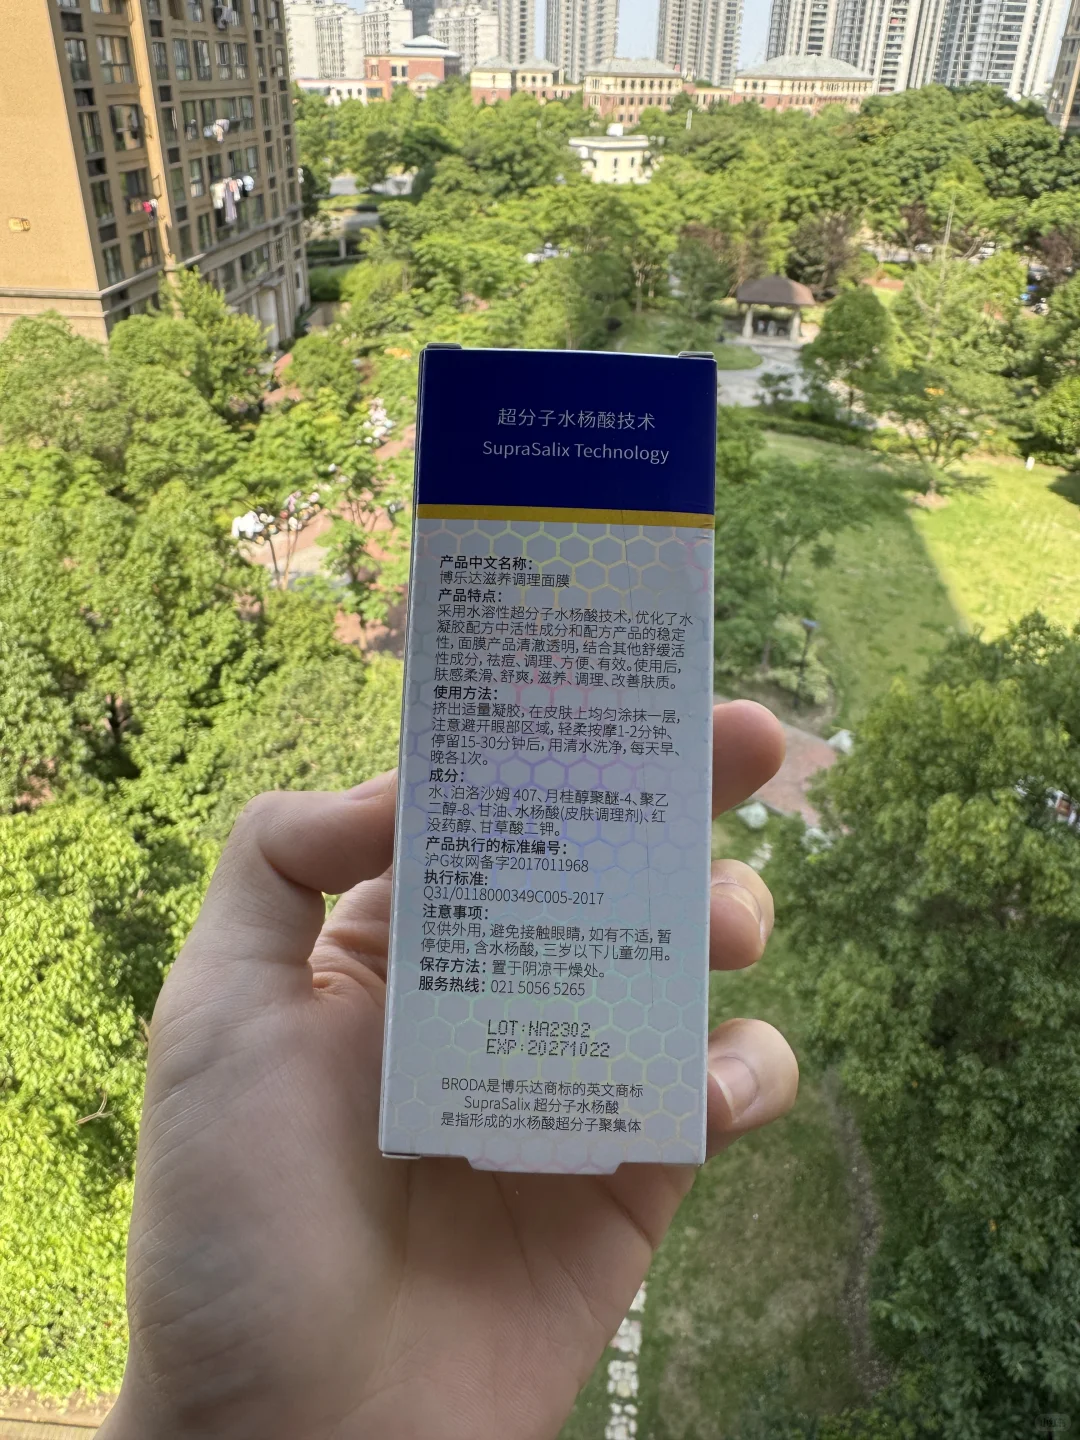 超分子水杨酸技术
SupraSalix Technology
产品中文名称：
博乐达滋养调理面膜
产品特点：
采用水溶性超分子水杨酸技术，优化了水
凝胶配方中活性成分和配方产品的稳定
性，面膜产品清澈透明，结合其他舒缓活
性成分，祛痘、调理、方便、有效。使用后，
肤感柔滑、舒爽，滋养、调理、改善肤质。
使用方法：
挤出适量凝胶，在皮肤上均匀涂抹一层，
注意避开眼部区域，轻柔按摩1-2分钟、
停留15-30分钟后，用清水洗净，每天早、
晚各1次。
成分：
水、泊洛沙姆 407、月桂醇聚醚-4、聚乙
二醇-8、甘油、水杨酸(皮肤调理剂)、红
没药醇、甘草酸二钾。
产品执行的标准编号：
沪G妆网备字2017011968
执行标准：
Q31/0118000349C005-2017
注意事项：
仅供外用，避免接触眼睛，如有不适，暂
停使用，含水杨酸，三岁以下儿童勿用。
保存方法：置于阴凉干燥处。
服务热线：021 5056 5265
LOT:NA2302
EXP:20271022
BRODA是博乐达商标的英文商标
SupraSalix 超分子水杨酸
是指形成的水杨酸超分子聚集体